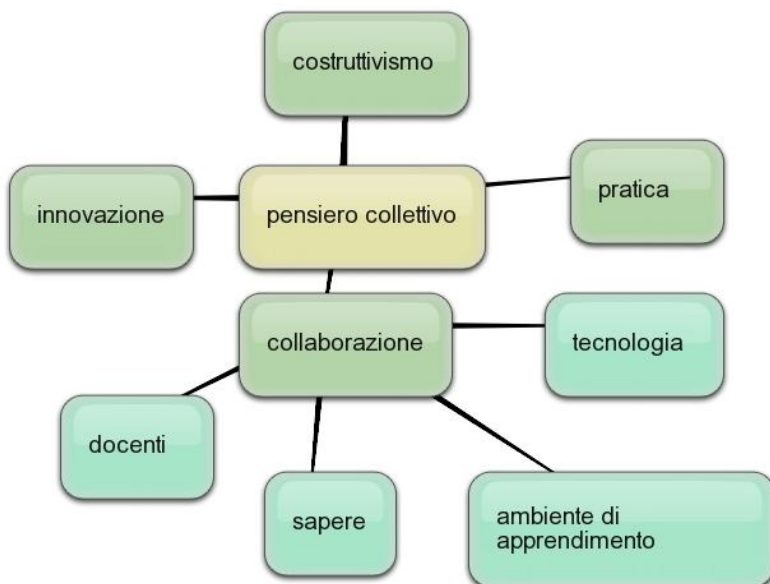 costruttivismo
innovazione
pensiero collettivo
pratica
collaborazione
tecnologia
docenti
sapere
ambiente di
apprendimento